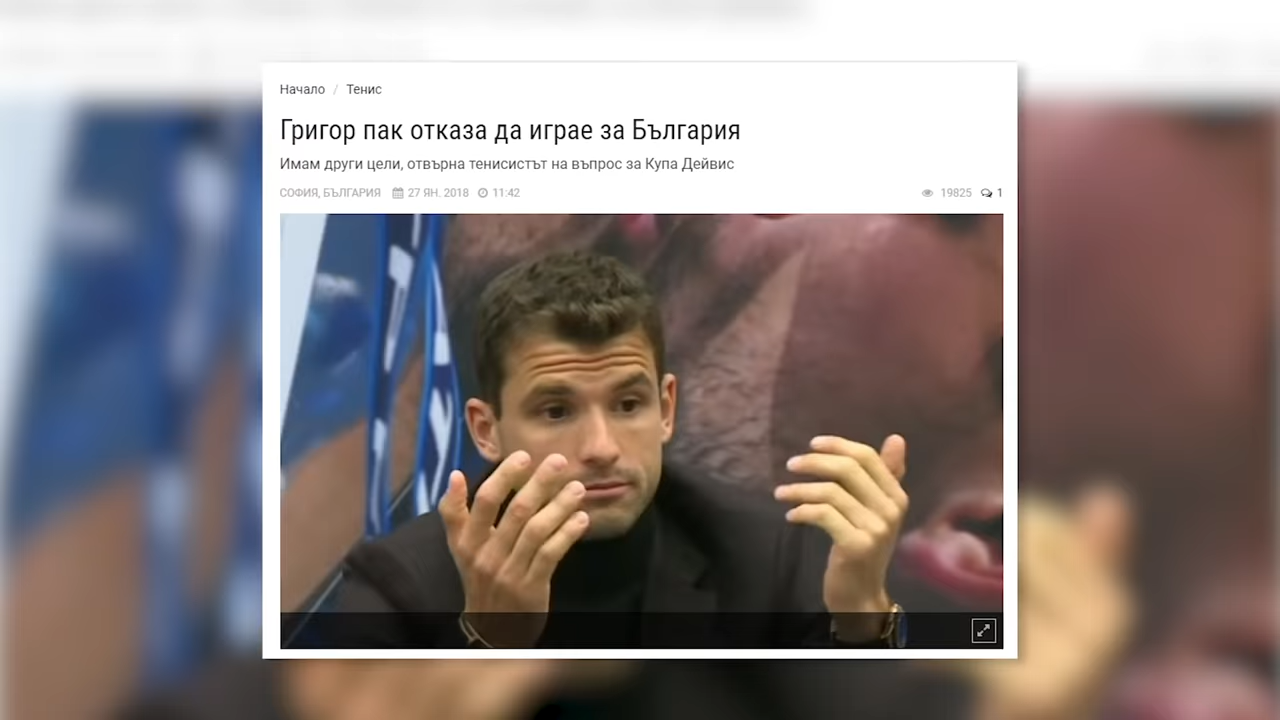 Начало / Тенис
Григор пак отказа да играе за България
Имам други цели, отвърна тенисистът на въпрос за Купа Дейвис
СОФИЯ, БЪЛГАРИЯ 27 ЯН. 2018 11:42 19825 1